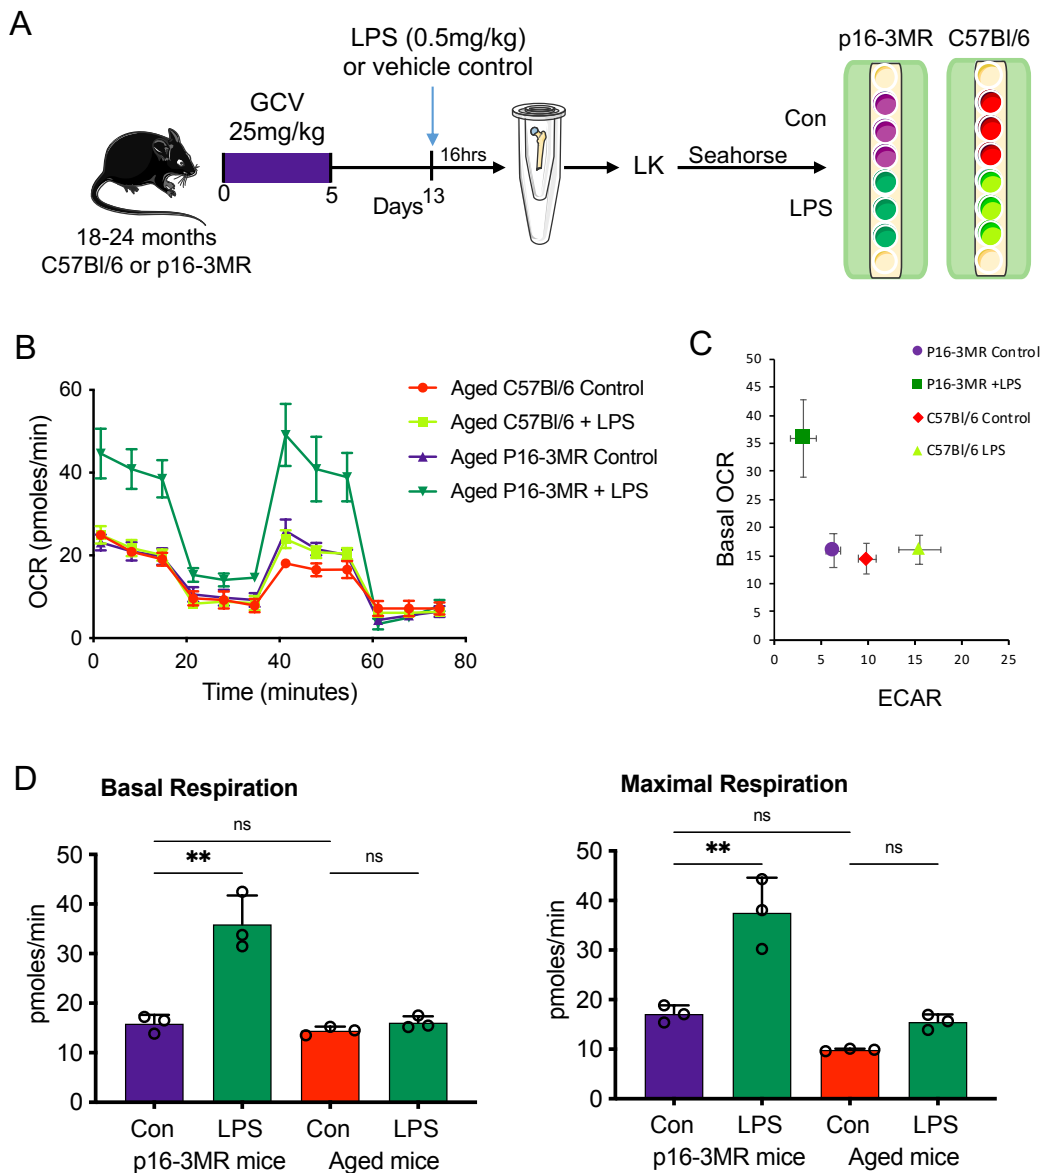 A
LPS (0.5mg/kg)
or vehicle control
p16-3MR C57Bl/6
GCV
25mg/kg
Con
16hrs
LK
Seahorse
0
5
13
Days
LPS
18-24 months
C57Bl/6 or p16-3MR
B
OCR (pmoles/min)
60
40
20
0
0 20 40 60 80
Time (minutes)
Aged C57Bl/6 Control
Aged C57Bl/6 + LPS
Aged P16-3MR Control
Aged P16-3MR + LPS
C
Basal OCR
50
45
40
35
30
25
20
15
10
5
0
0 5 10 15 20 25
ECAR
P16-3MR Control
P16-3MR +LPS
C57Bl/6 Control
C57Bl/6 LPS
D
Basal Respiration
ns
**
ns
pmoles/min
50
40
30
20
10
0
Con LPS Con LPS
p16-3MR mice Aged mice
Maximal Respiration
ns
**
ns
pmoles/min
50
40
30
20
10
0
Con LPS Con LPS
p16-3MR mice Aged mice